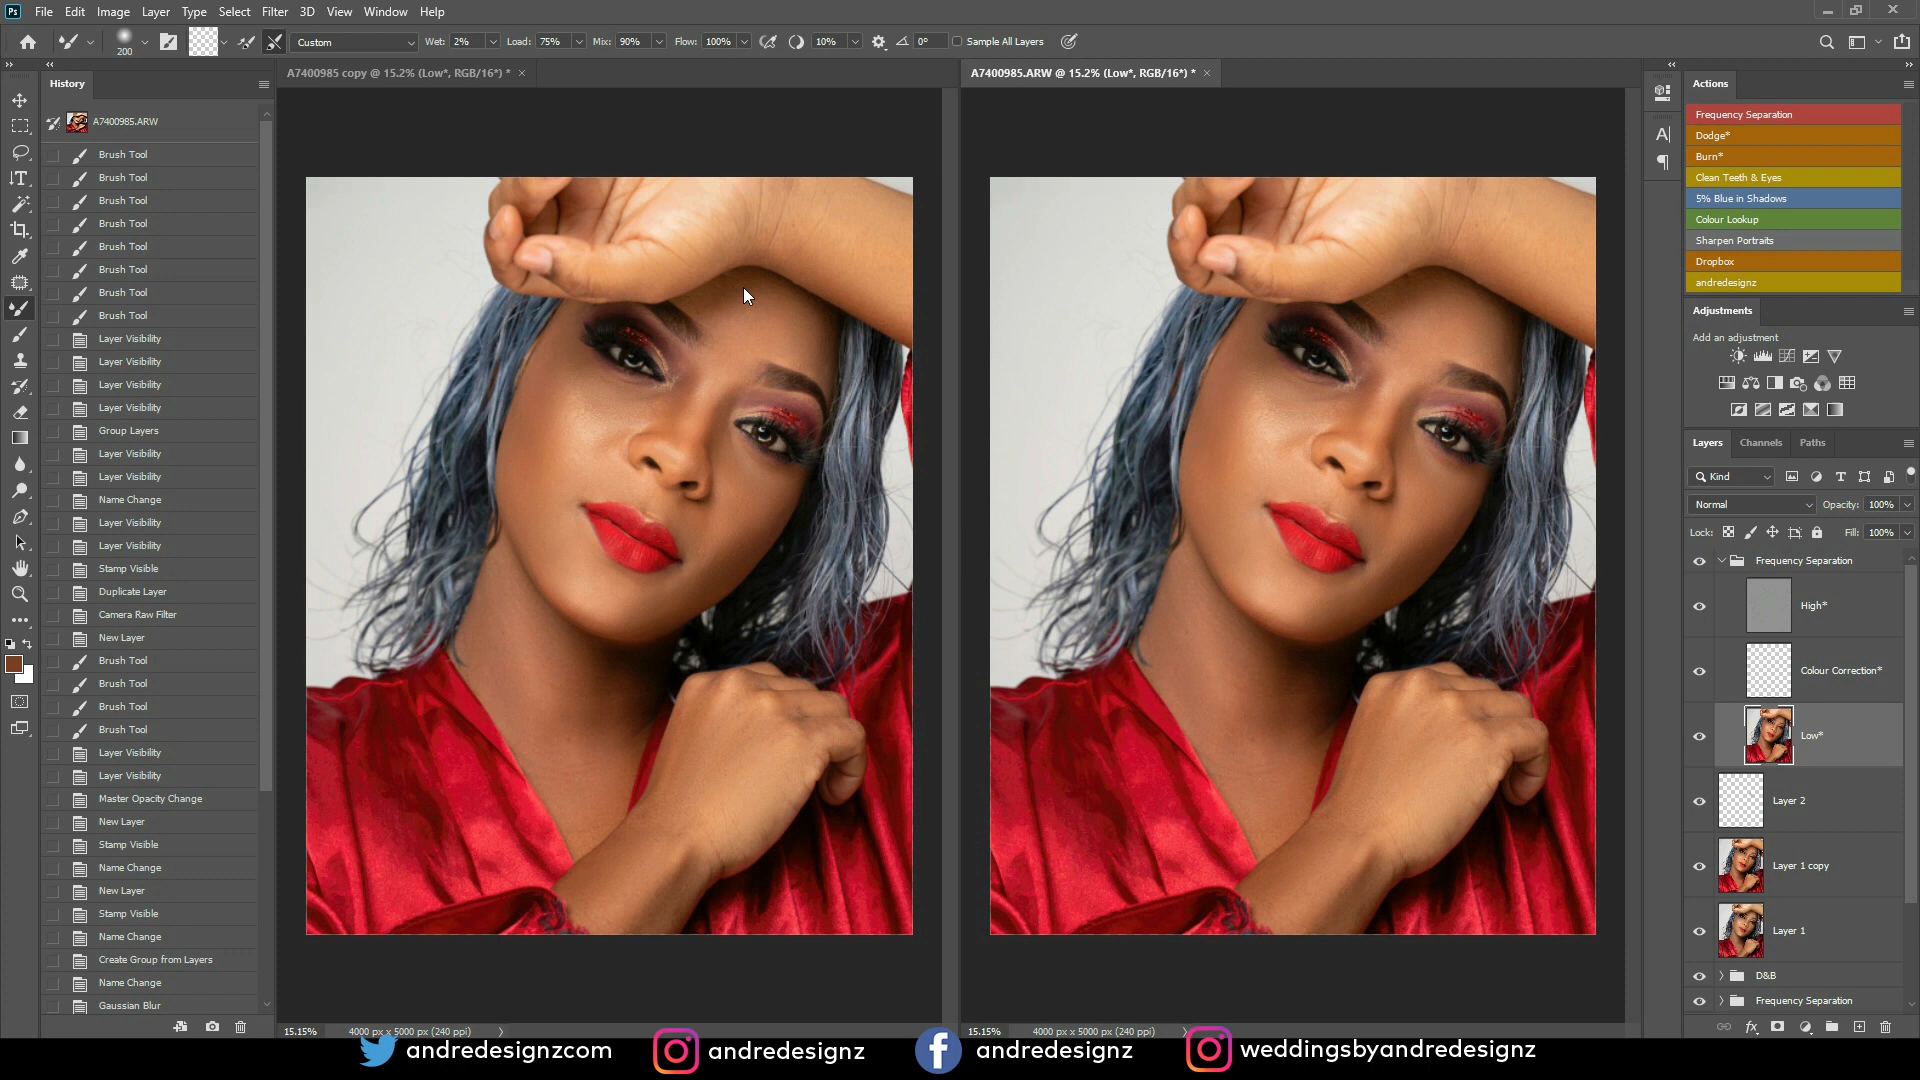 Ps File Edit Image Layer Type Select Filter 3D View Window Help
200 Custom Wet: 2% Load: 75% Mix: 90% Flow: 100% 10% 0° Sample All Layers
A7400985 copy @ 15.2% (Low*, RGB/16*) *
A7400985.ARW @ 15.2% (Low*, RGB/16*) *
History
A7400985.ARW
Brush Tool
Brush Tool
Brush Tool
Brush Tool
Brush Tool
Brush Tool
Brush Tool
Brush Tool
Layer Visibility
Layer Visibility
Layer Visibility
Layer Visibility
Group Layers
Layer Visibility
Layer Visibility
Name Change
Layer Visibility
Layer Visibility
Stamp Visible
Duplicate Layer
Camera Raw Filter
New Layer
Brush Tool
Brush Tool
Brush Tool
Brush Tool
Layer Visibility
Layer Visibility
Master Opacity Change
New Layer
Stamp Visible
Name Change
New Layer
Stamp Visible
Name Change
Create Group from Layers
Name Change
Gaussian Blur
15.15% 4000 px x 5000 px (240 ppi)
15.15% 4000 px x 5000 px (240 ppi)
Actions
Frequency Separation
Dodge*
Burn*
Clean Teeth & Eyes
5% Blue in Shadows
Colour Lookup
Sharpen Portraits
Dropbox
andredesignz
Adjustments
Add an adjustment
Layers Channels Paths
Kind
Normal Opacity: 100%
Lock: Fill: 100%
Frequency Separation
High*
Colour Correction*
Low*
Layer 2
Layer 1 copy
Layer 1
D&B
Frequency Separation
andredesignzcom andredesignz andredesignz weddingsbyandredesignz